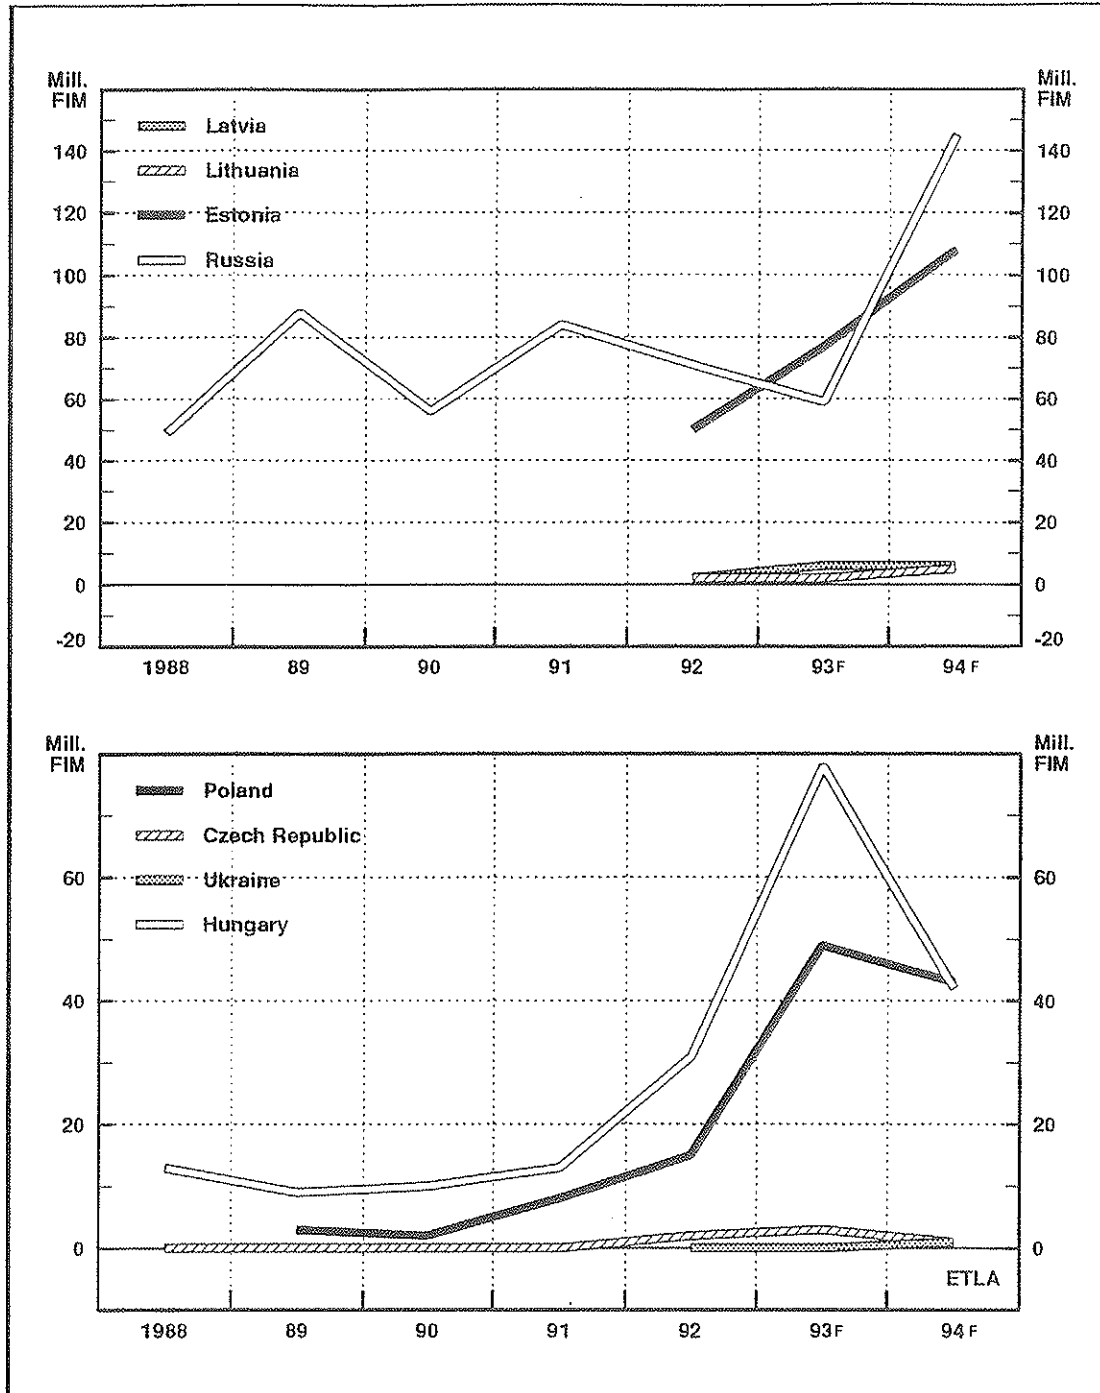 Mill. Mill.
FIM FIM
Latvia
140 140
Lithuania
120 Estonia 120
Russia
100 100
80 80
60 60
40 40
20 20
0 0
-20 -20
1988 89 90 91 92 93F 94F
Mill. Mill.
FIM FIM
Poland
Czech Republic
60 Ukraine 60
Hungary
40 40
20 20
0 0
ETLA
1988 89 90 91 92 93F 94F